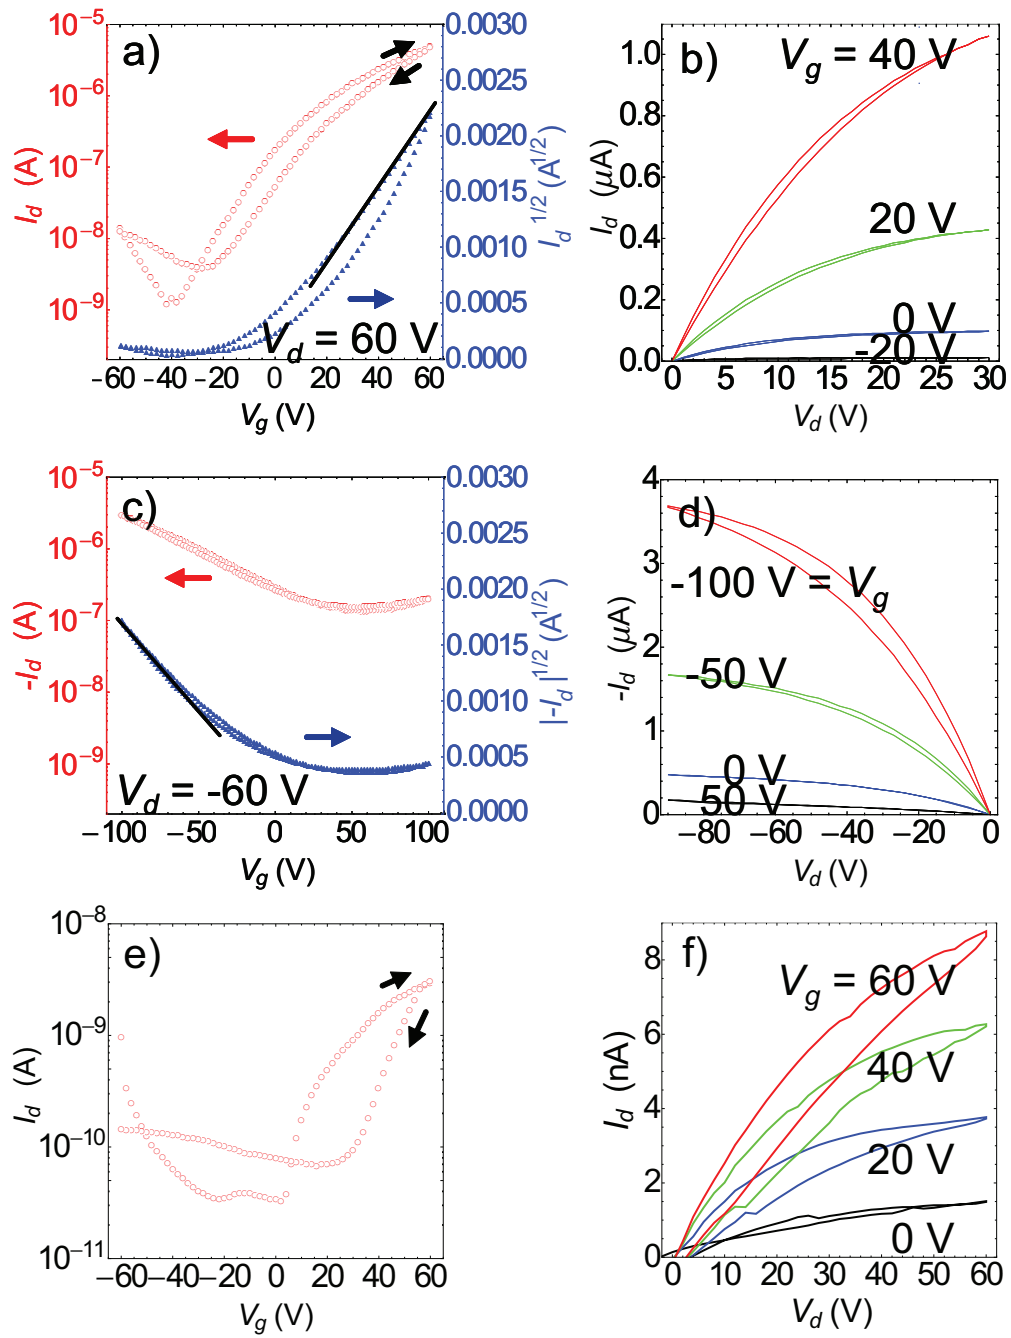 a)
10⁻⁵
10⁻⁶
10⁻⁷
10⁻⁸
10⁻⁹
I_d (A)
0.0030
0.0025
0.0020
0.0015
0.0010
0.0005
0.0000
I_d^1/2 (A^1/2)
V_d = 60 V
−60 −40 −20 0 20 40 60
V_g (V)
b)
V_g = 40 V
20 V
0 V
-20 V
1.0
0.8
0.6
0.4
0.2
0.0
I_d (μA)
0 5 10 15 20 25 30
V_d (V)
c)
10⁻⁵
10⁻⁶
10⁻⁷
10⁻⁸
10⁻⁹
-I_d (A)
0.0030
0.0025
0.0020
0.0015
0.0010
0.0005
0.0000
|-I_d|^1/2 (A^1/2)
V_d = -60 V
−100 −50 0 50 100
V_g (V)
d)
-100 V = V_g
-50 V
0 V
50 V
4
3
2
1
0
-I_d (μA)
−80 −60 −40 −20 0
V_d (V)
e)
10⁻⁸
10⁻⁹
10⁻¹⁰
10⁻¹¹
I_d (A)
−60 −40 −20 0 20 40 60
V_g (V)
f)
V_g = 60 V
40 V
20 V
0 V
8
6
4
2
0
I_d (nA)
0 10 20 30 40 50 60
V_d (V)